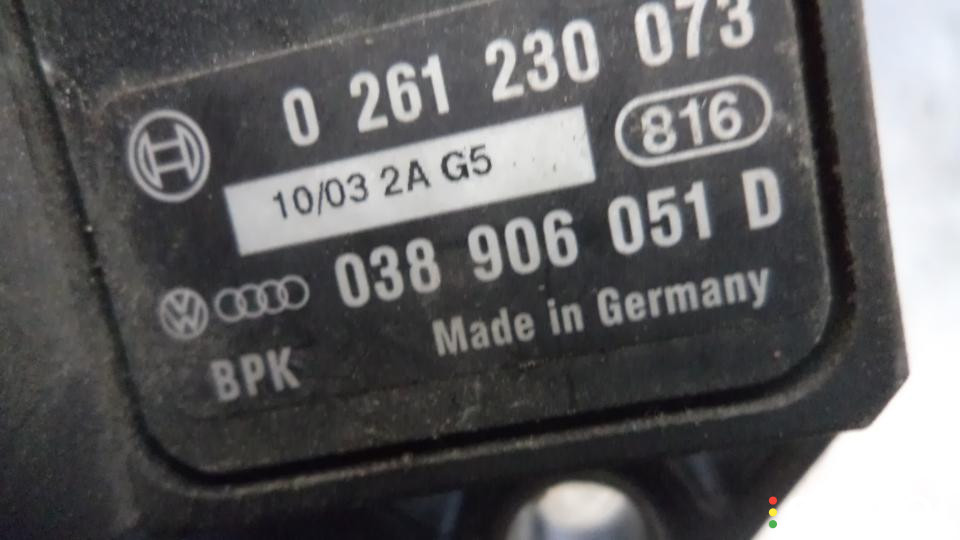 0 261 230 073
816
10/03 2A G5
038 906 051 D
Made in Germany
BPK